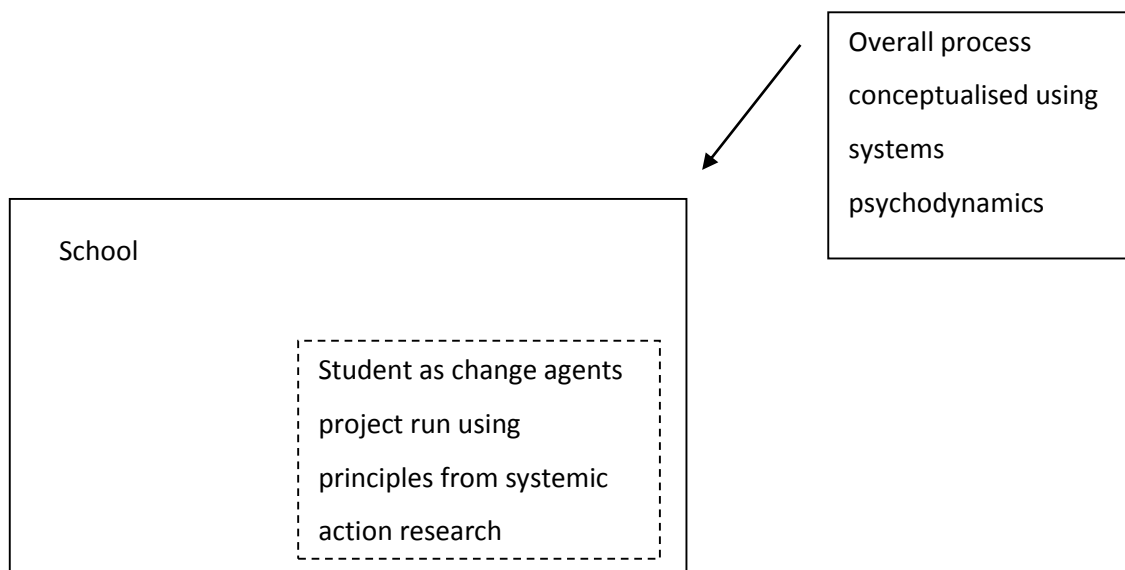 Overall process
conceptualised using
systems
psychodynamics
School
Student as change agents
project run using
principles from systemic
action research